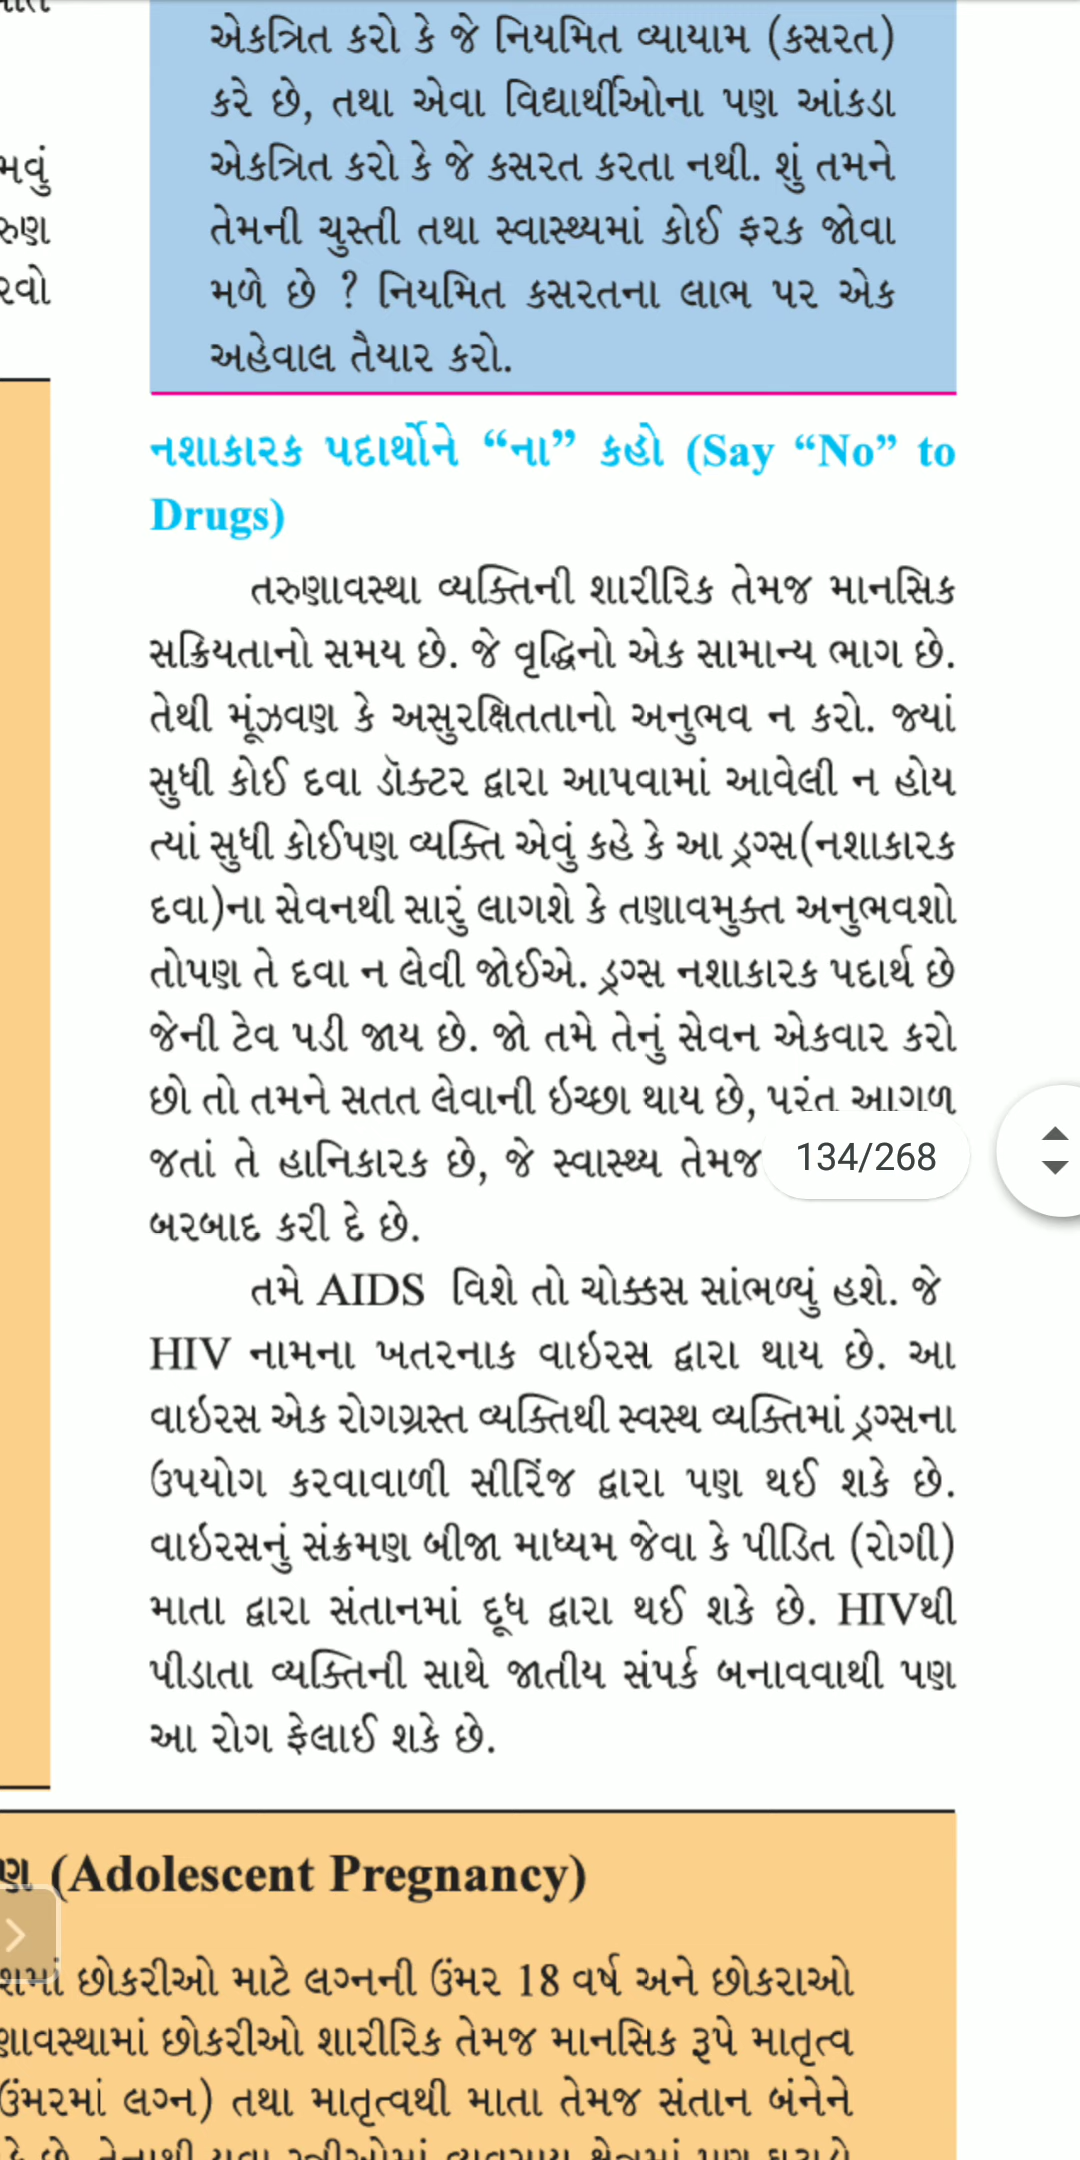 મવું
રુણ
રવો
એકત્રિત કરો કે જે નિયમિત વ્યાયામ (કસરત)
કરે છે, તથા એવા વિદ્યાર્થીઓના પણ આંકડા
એકત્રિત કરો કે જે કસરત કરતા નથી. શું તમને
તેમની ચુસ્તી તથા સ્વાસ્થ્યમાં કોઈ ફરક જોવા
મળે છે ? નિયમિત કસરતના લાભ પર એક
અહેવાલ તૈયાર કરો.
નશાકારક પદાર્થોને “ના” કહો (Say “No” to
Drugs)
તરુણાવસ્થા વ્યક્તિની શારીરિક તેમજ માનસિક
સક્રિયતાનો સમય છે. જે વૃદ્ધિનો એક સામાન્ય ભાગ છે.
તેથી મૂંઝવણ કે અસુરક્ષિતતાનો અનુભવ ન કરો. જ્યાં
સુધી કોઈ દવા ડૉક્ટર દ્વારા આપવામાં આવેલી ન હોય
ત્યાં સુધી કોઈપણ વ્યક્તિ એવું કહે કે આ ડ્રગ્સ(નશાકારક
દવા)ના સેવનથી સારું લાગશે કે તણાવમુક્ત અનુભવશો
તોપણ તે દવા ન લેવી જોઈએ. ડ્રગ્સ નશાકારક પદાર્થ છે
જેની ટેવ પડી જાય છે. જો તમે તેનું સેવન એકવાર કરો
છો તો તમને સતત લેવાની ઇચ્છા થાય છે, પરંતુ આગળ
જતાં તે હાનિકારક છે, જે સ્વાસ્થ્ય તેમજ
134/268
બરબાદ કરી દે છે.
તમે AIDS વિશે તો ચોક્કસ સાંભળ્યું હશે. જે
HIV નામના ખતરનાક વાઇરસ દ્વારા થાય છે. આ
વાઇરસ એક રોગગ્રસ્ત વ્યક્તિથી સ્વસ્થ વ્યક્તિમાં ડ્રગ્સના
ઉપયોગ કરવાવાળી સીરિંજ દ્વારા પણ થઈ શકે છે.
વાઇરસનું સંક્રમણ બીજા માધ્યમ જેવા કે પીડિત (રોગી)
માતા દ્વારા સંતાનમાં દૂધ દ્વારા થઈ શકે છે. HIVથી
પીડાતા વ્યક્તિની સાથે જાતીય સંપર્ક બનાવવાથી પણ
આ રોગ ફેલાઈ શકે છે.
(Adolescent Pregnancy)
છોકરીઓ માટે લગ્નની ઉંમર 18 વર્ષ અને છોકરાઓ
ણાવસ્થામાં છોકરીઓ શારીરિક તેમજ માનસિક રૂપે માતૃત્વ
ઉંમરમાં લગ્ન) તથા માતૃત્વથી માતા તેમજ સંતાન બંનેને